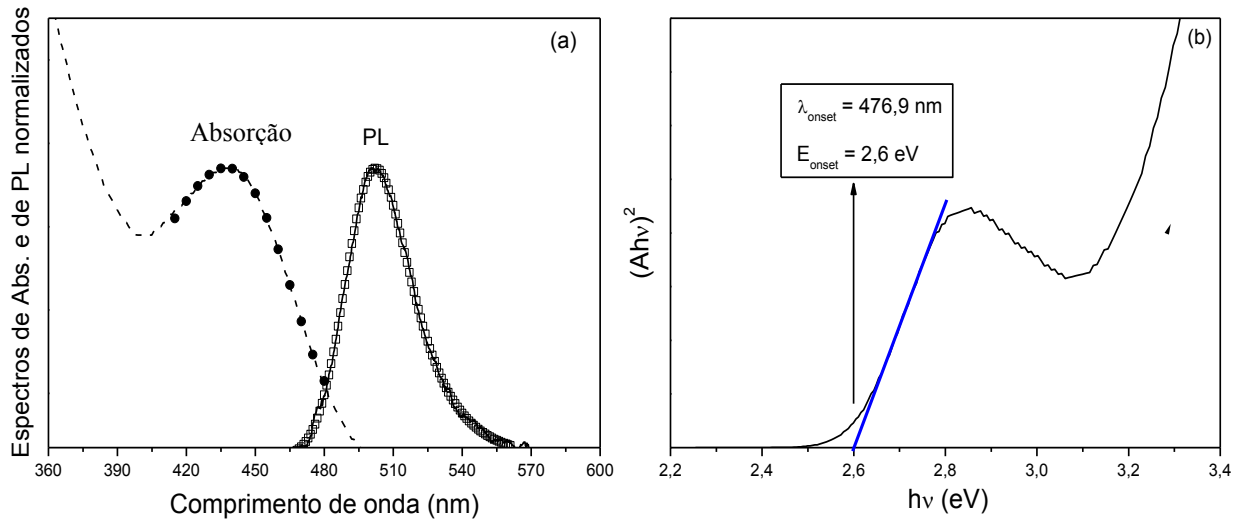 Espectros de Abs. e de PL normalizados
(a)
Absorção
PL
360 390 420 450 480 510 540 570 600
Comprimento de onda (nm)
(b)
λonset = 476,9 nm
Eonset = 2,6 eV
(Ahν)²
2,2 2,4 2,6 2,8 3,0 3,2 3,4
hν (eV)